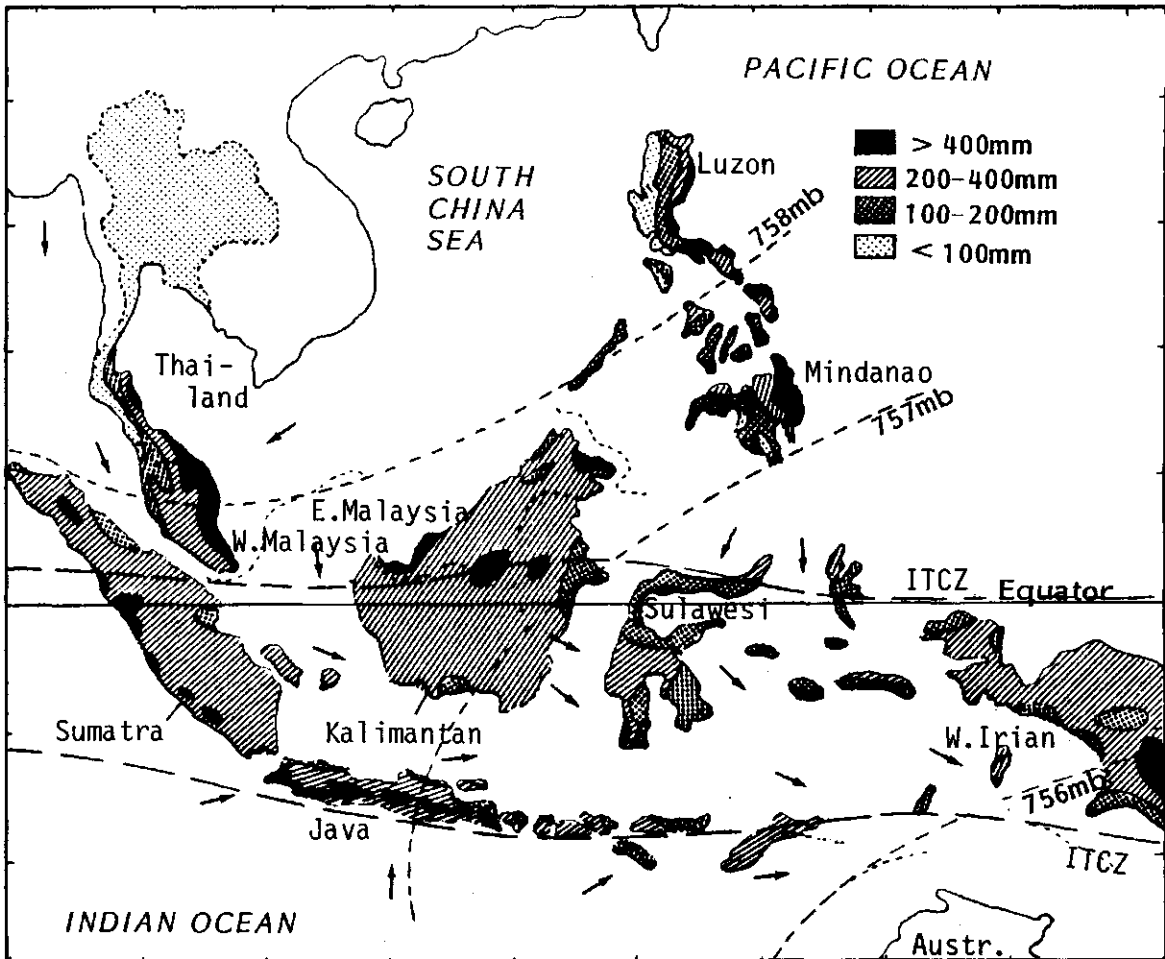 PACIFIC OCEAN
> 400mm
200-400mm
100-200mm
< 100mm
Luzon
SOUTH
CHINA
SEA
758mb
Thai-
land
Mindanao
757mb
E.Malaysia
W.Malaysia
ITCZ
Equator
Sulawesi
Sumatra
Kalimantan
W.Irian
756mb
Java
ITCZ
INDIAN OCEAN
Austr.